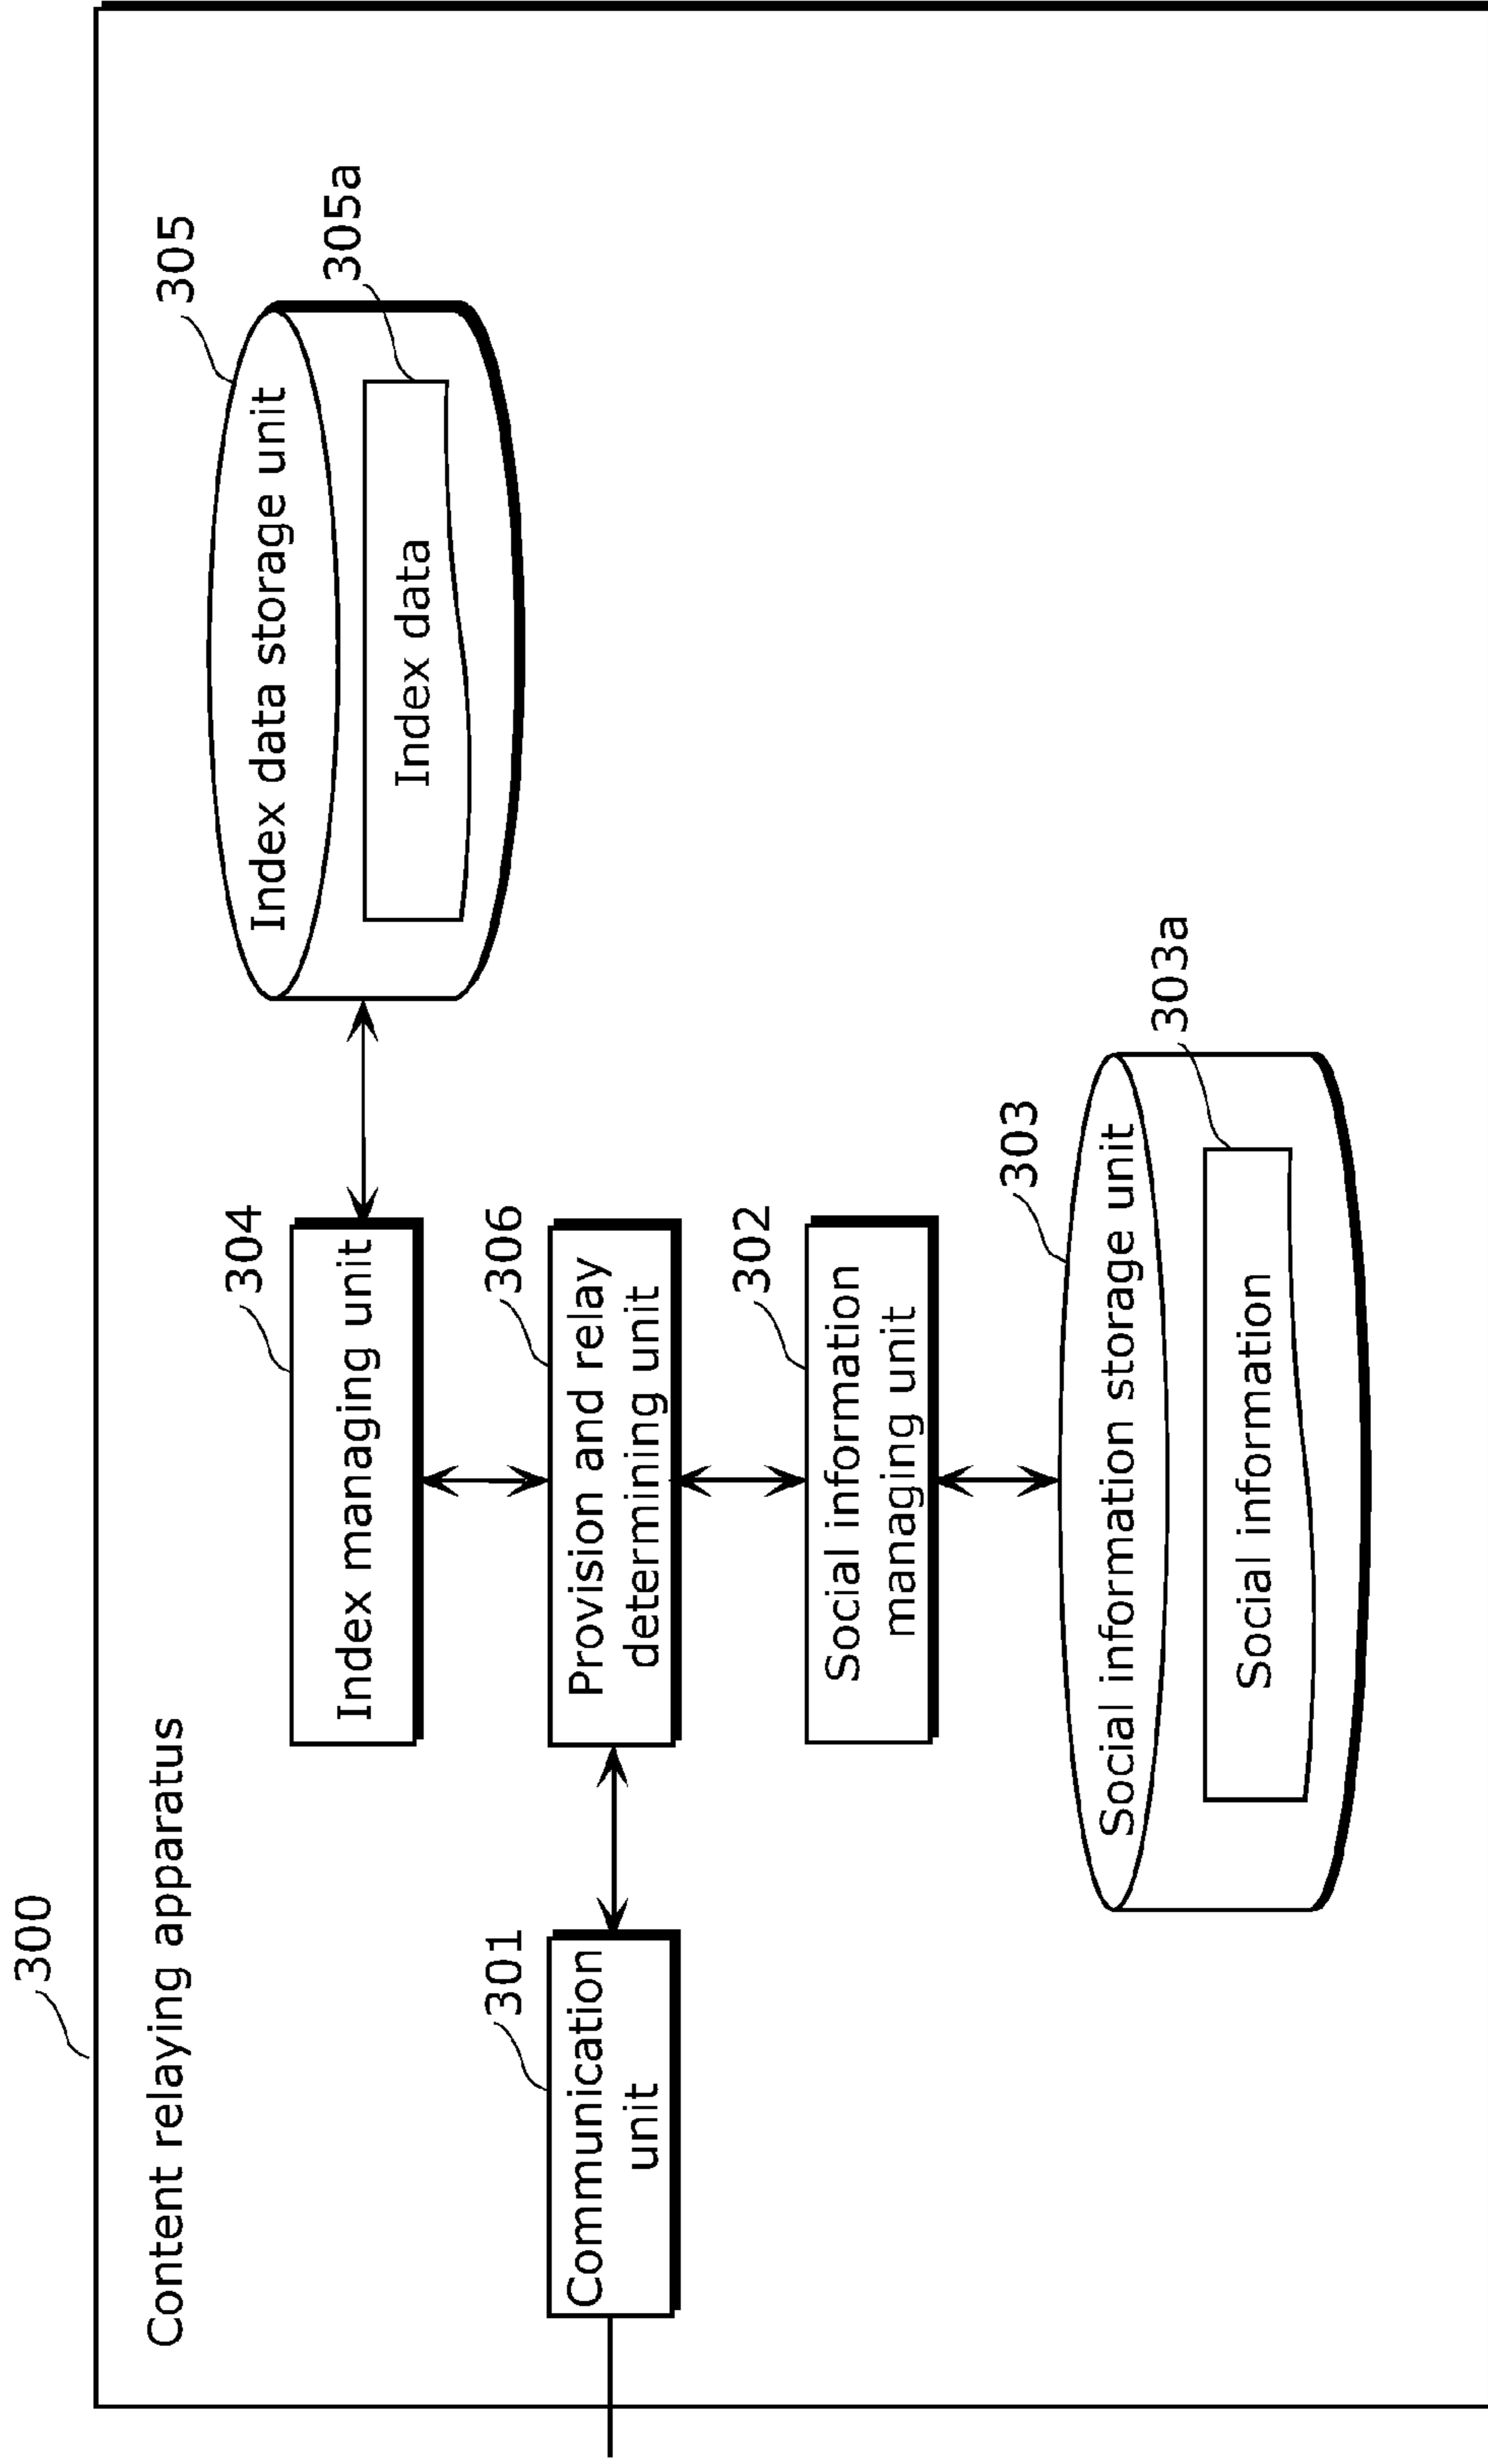 300
Content relaying apparatus
305
304
Index managing unit
Index data storage unit
305a
Index data
301
Communication
unit
306
Provision and relay
determining unit
302
Social information
managing unit
303
Social information storage unit
303a
Social information